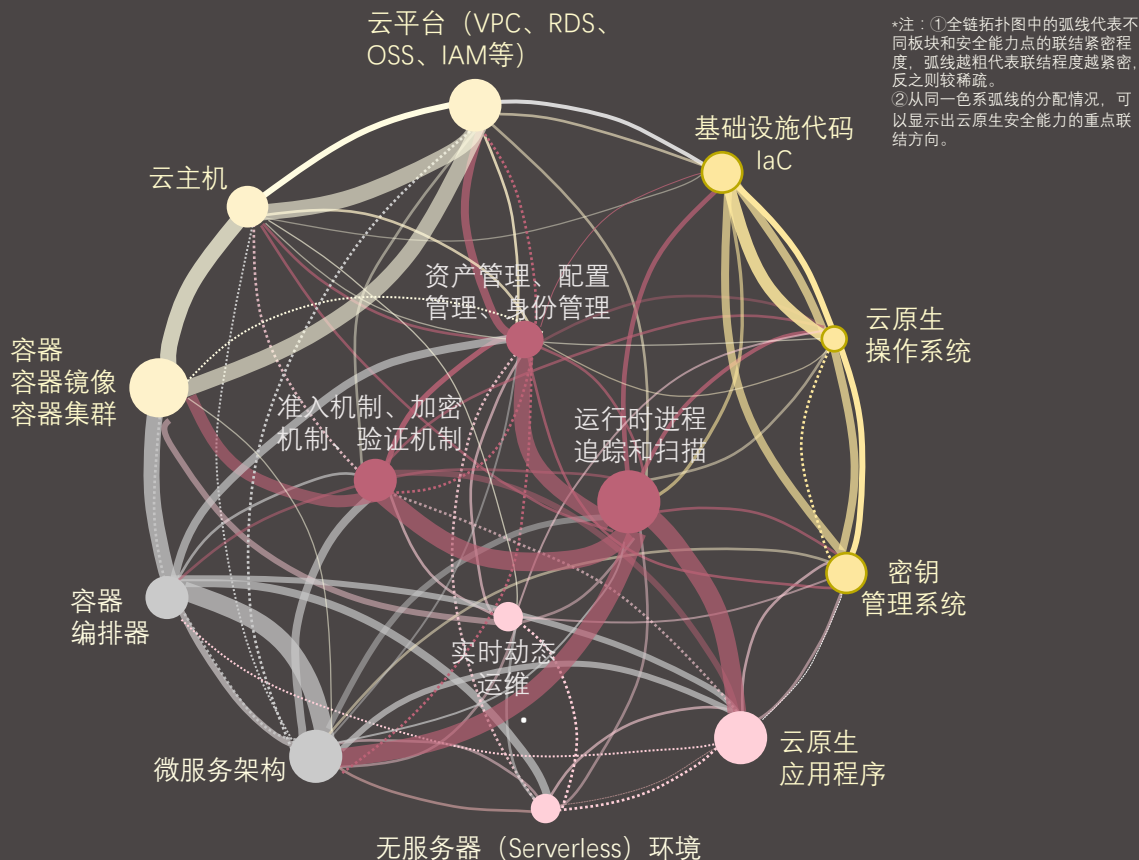 云平台（VPC、RDS、
OSS、IAM等）
*注：①全链拓扑图中的弧线代表不
同板块和安全能力点的联结紧密程
度，弧线越粗代表联结程度越紧密，
反之则较稀疏。
②从同一色系弧线的分配情况，可
以显示出云原生安全能力的重点联
结方向。
基础设施代码
IaC
云主机
资产管理、配置
管理、身份管理
云原生
操作系统
容器
容器镜像
容器集群
准入机制、加密
机制、验证机制
运行时进程
追踪和扫描
密钥
管理系统
容器
编排器
实时动态
运维
微服务架构
云原生
应用程序
无服务器（Serverless）环境